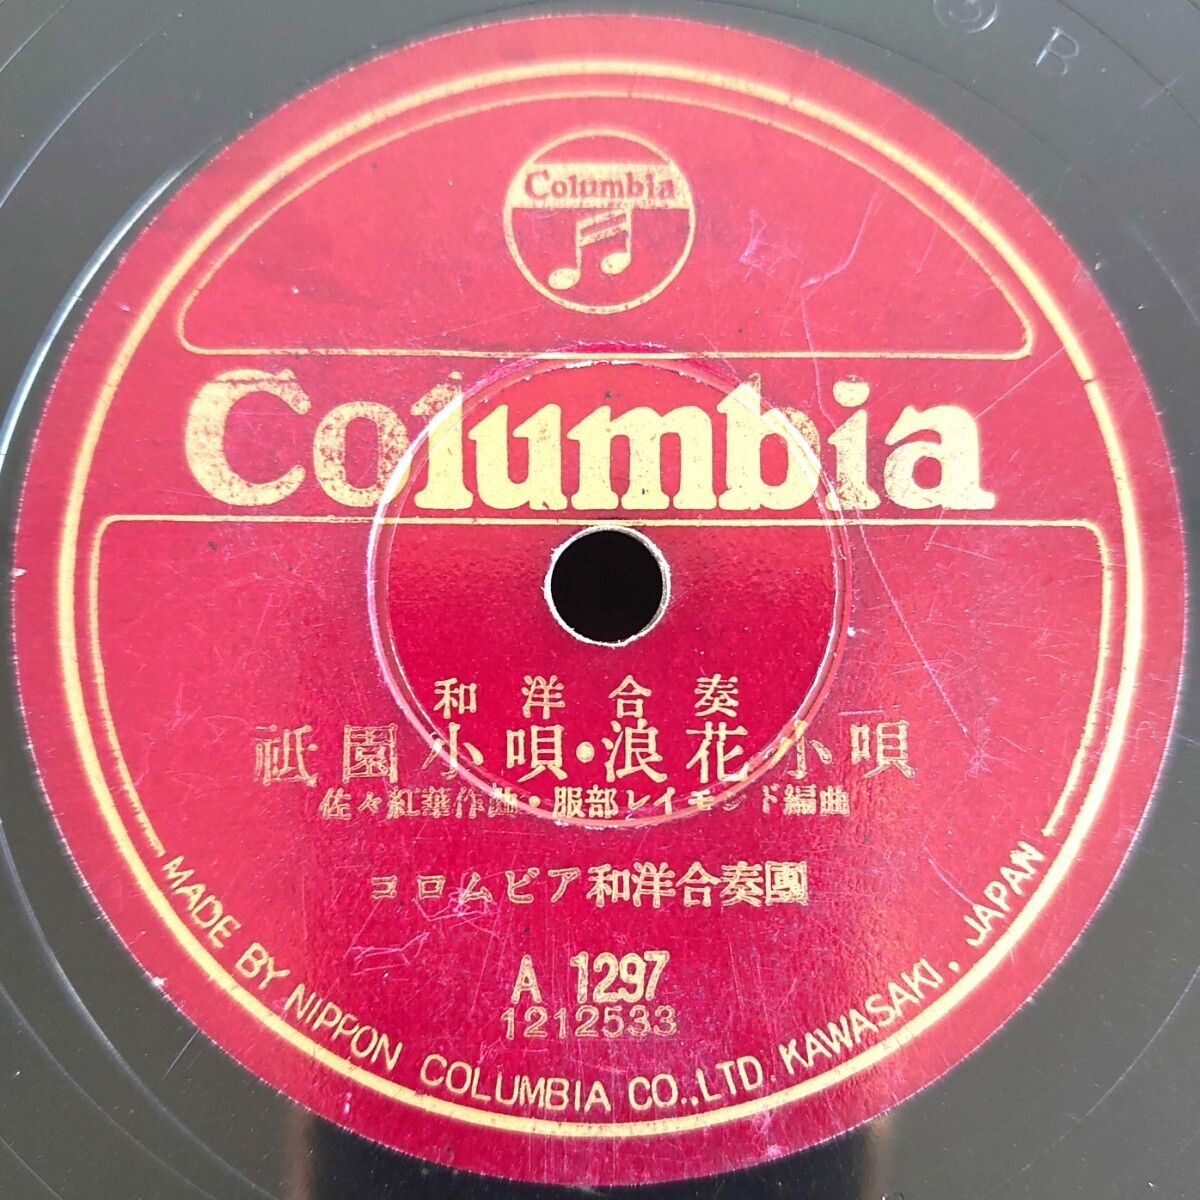 ③ B
Columbia
Columbia
和洋合奏
祇園小唄・浪花小唄
佐々紅華作曲・服部レイモンド編曲
コロムビア和洋合奏團
A 1297
1212533
MADE BY NIPPON COLUMBIA CO.,LTD. KAWASAKI, JAPAN